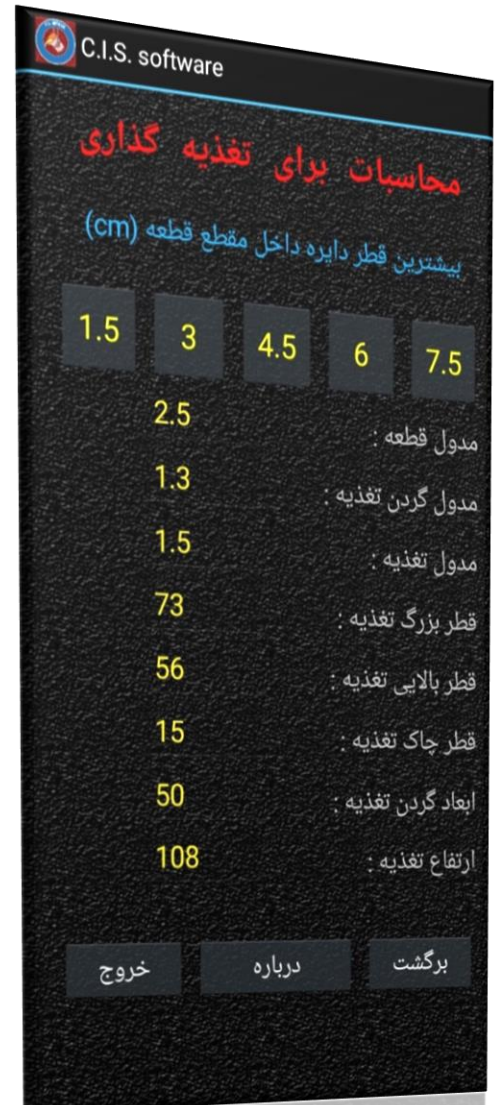 C.I.S. software
محاسبات برای تغذیه گذاری
بیشترین قطر دایره داخل مقطع قطعه (cm)
1.5 3 4.5 6 7.5
مدول قطعه : 2.5
مدول گردن تغذیه : 1.3
مدول تغذیه : 1.5
قطر بزرگ تغذیه : 73
قطر بالایی تغذیه : 56
قطر چاک تغذیه : 15
ابعاد گردن تغذیه : 50
ارتفاع تغذیه : 108
برگشت درباره خروج